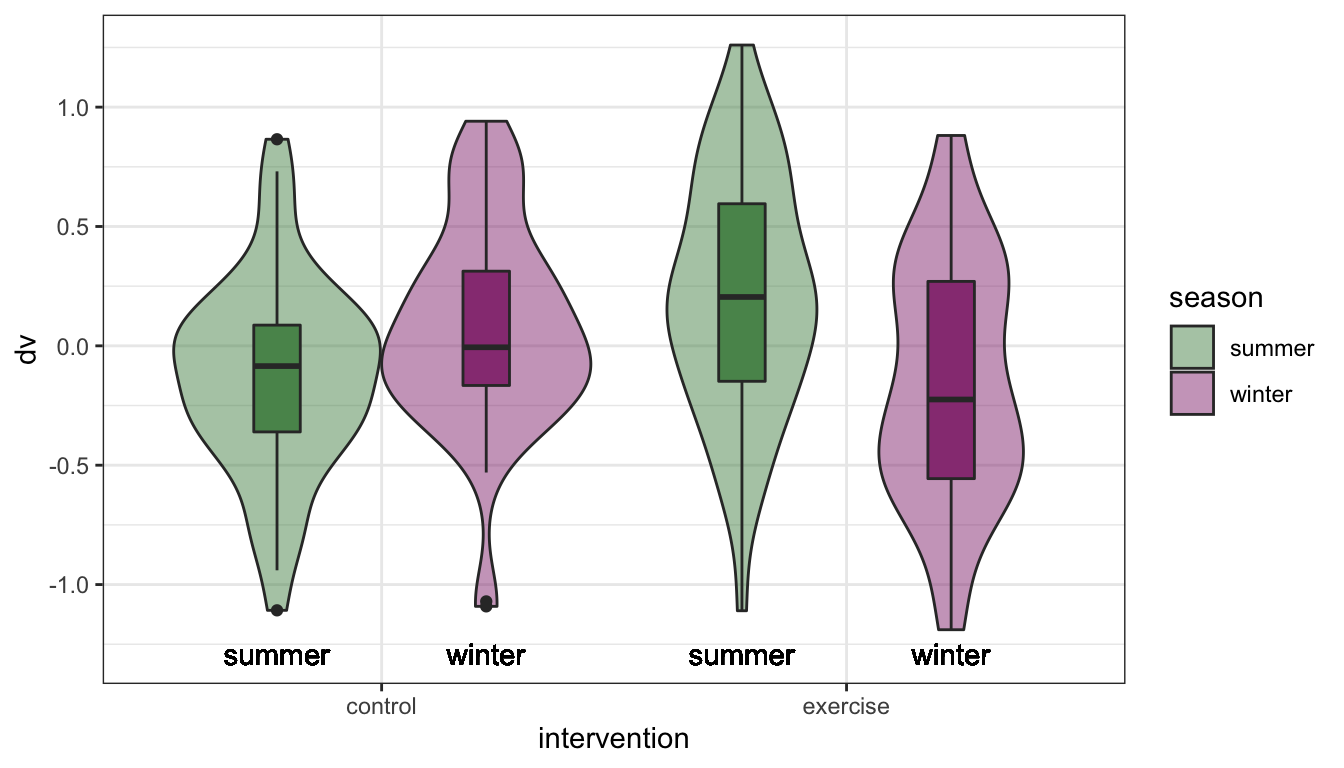 dv
1.0
0.5
0.0
-0.5
-1.0
summer winter summer winter
control exercise
intervention
season
summer
winter